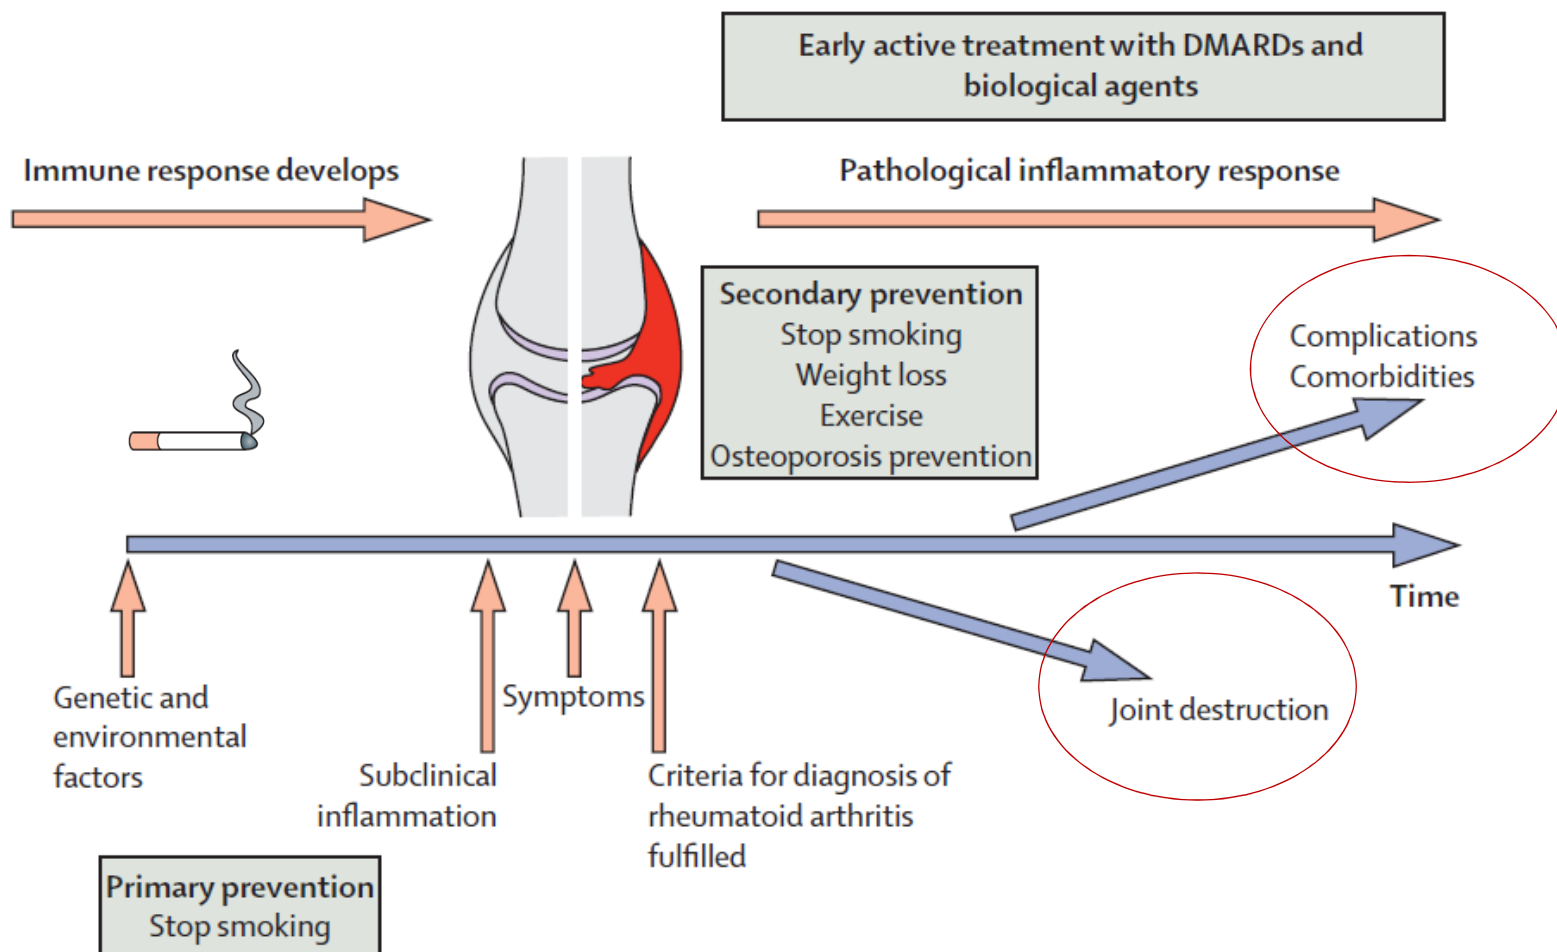 Early active treatment with DMARDs and
biological agents
Immune response develops
Pathological inflammatory response
Secondary prevention
Stop smoking
Weight loss
Exercise
Osteoporosis prevention
Complications
Comorbidities
Time
Genetic and
environmental
factors
Subclinical
inflammation
Symptoms
Criteria for diagnosis of
rheumatoid arthritis
fulfilled
Joint destruction
Primary prevention
Stop smoking